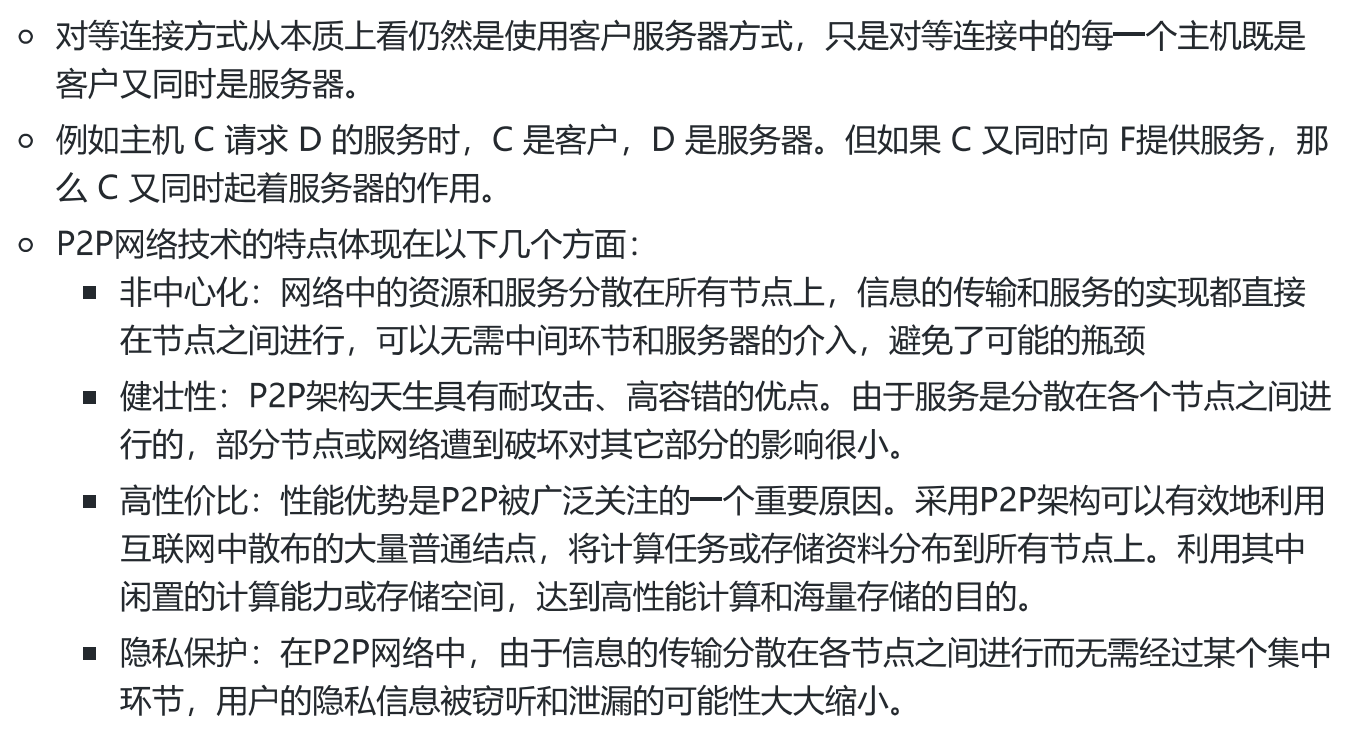 对等连接方式从本质上看仍然是使用客户服务器方式，只是对等连接中的每一个主机既是
客户又同时是服务器。
例如主机 C 请求 D 的服务时，C 是客户，D 是服务器。但如果 C 又同时向 F提供服务，那
么 C 又同时起着服务器的作用。
P2P网络技术的特点体现在以下几个方面：
非中心化：网络中的资源和服务分散在所有节点上，信息的传输和服务的实现都直接
在节点之间进行，可以无需中间环节和服务器的介入，避免了可能的瓶颈
健壮性：P2P架构天生具有耐攻击、高容错的优点。由于服务是分散在各个节点之间进
行的，部分节点或网络遭到破坏对其它部分的影响很小。
高性价比：性能优势是P2P被广泛关注的一个重要原因。采用P2P架构可以有效地利用
互联网中散布的大量普通结点，将计算任务或存储资料分布到所有节点上。利用其中
闲置的计算能力或存储空间，达到高性能计算和海量存储的目的。
隐私保护：在P2P网络中，由于信息的传输分散在各节点之间进行而无需经过某个集中
环节，用户的隐私信息被窃听和泄漏的可能性大大缩小。